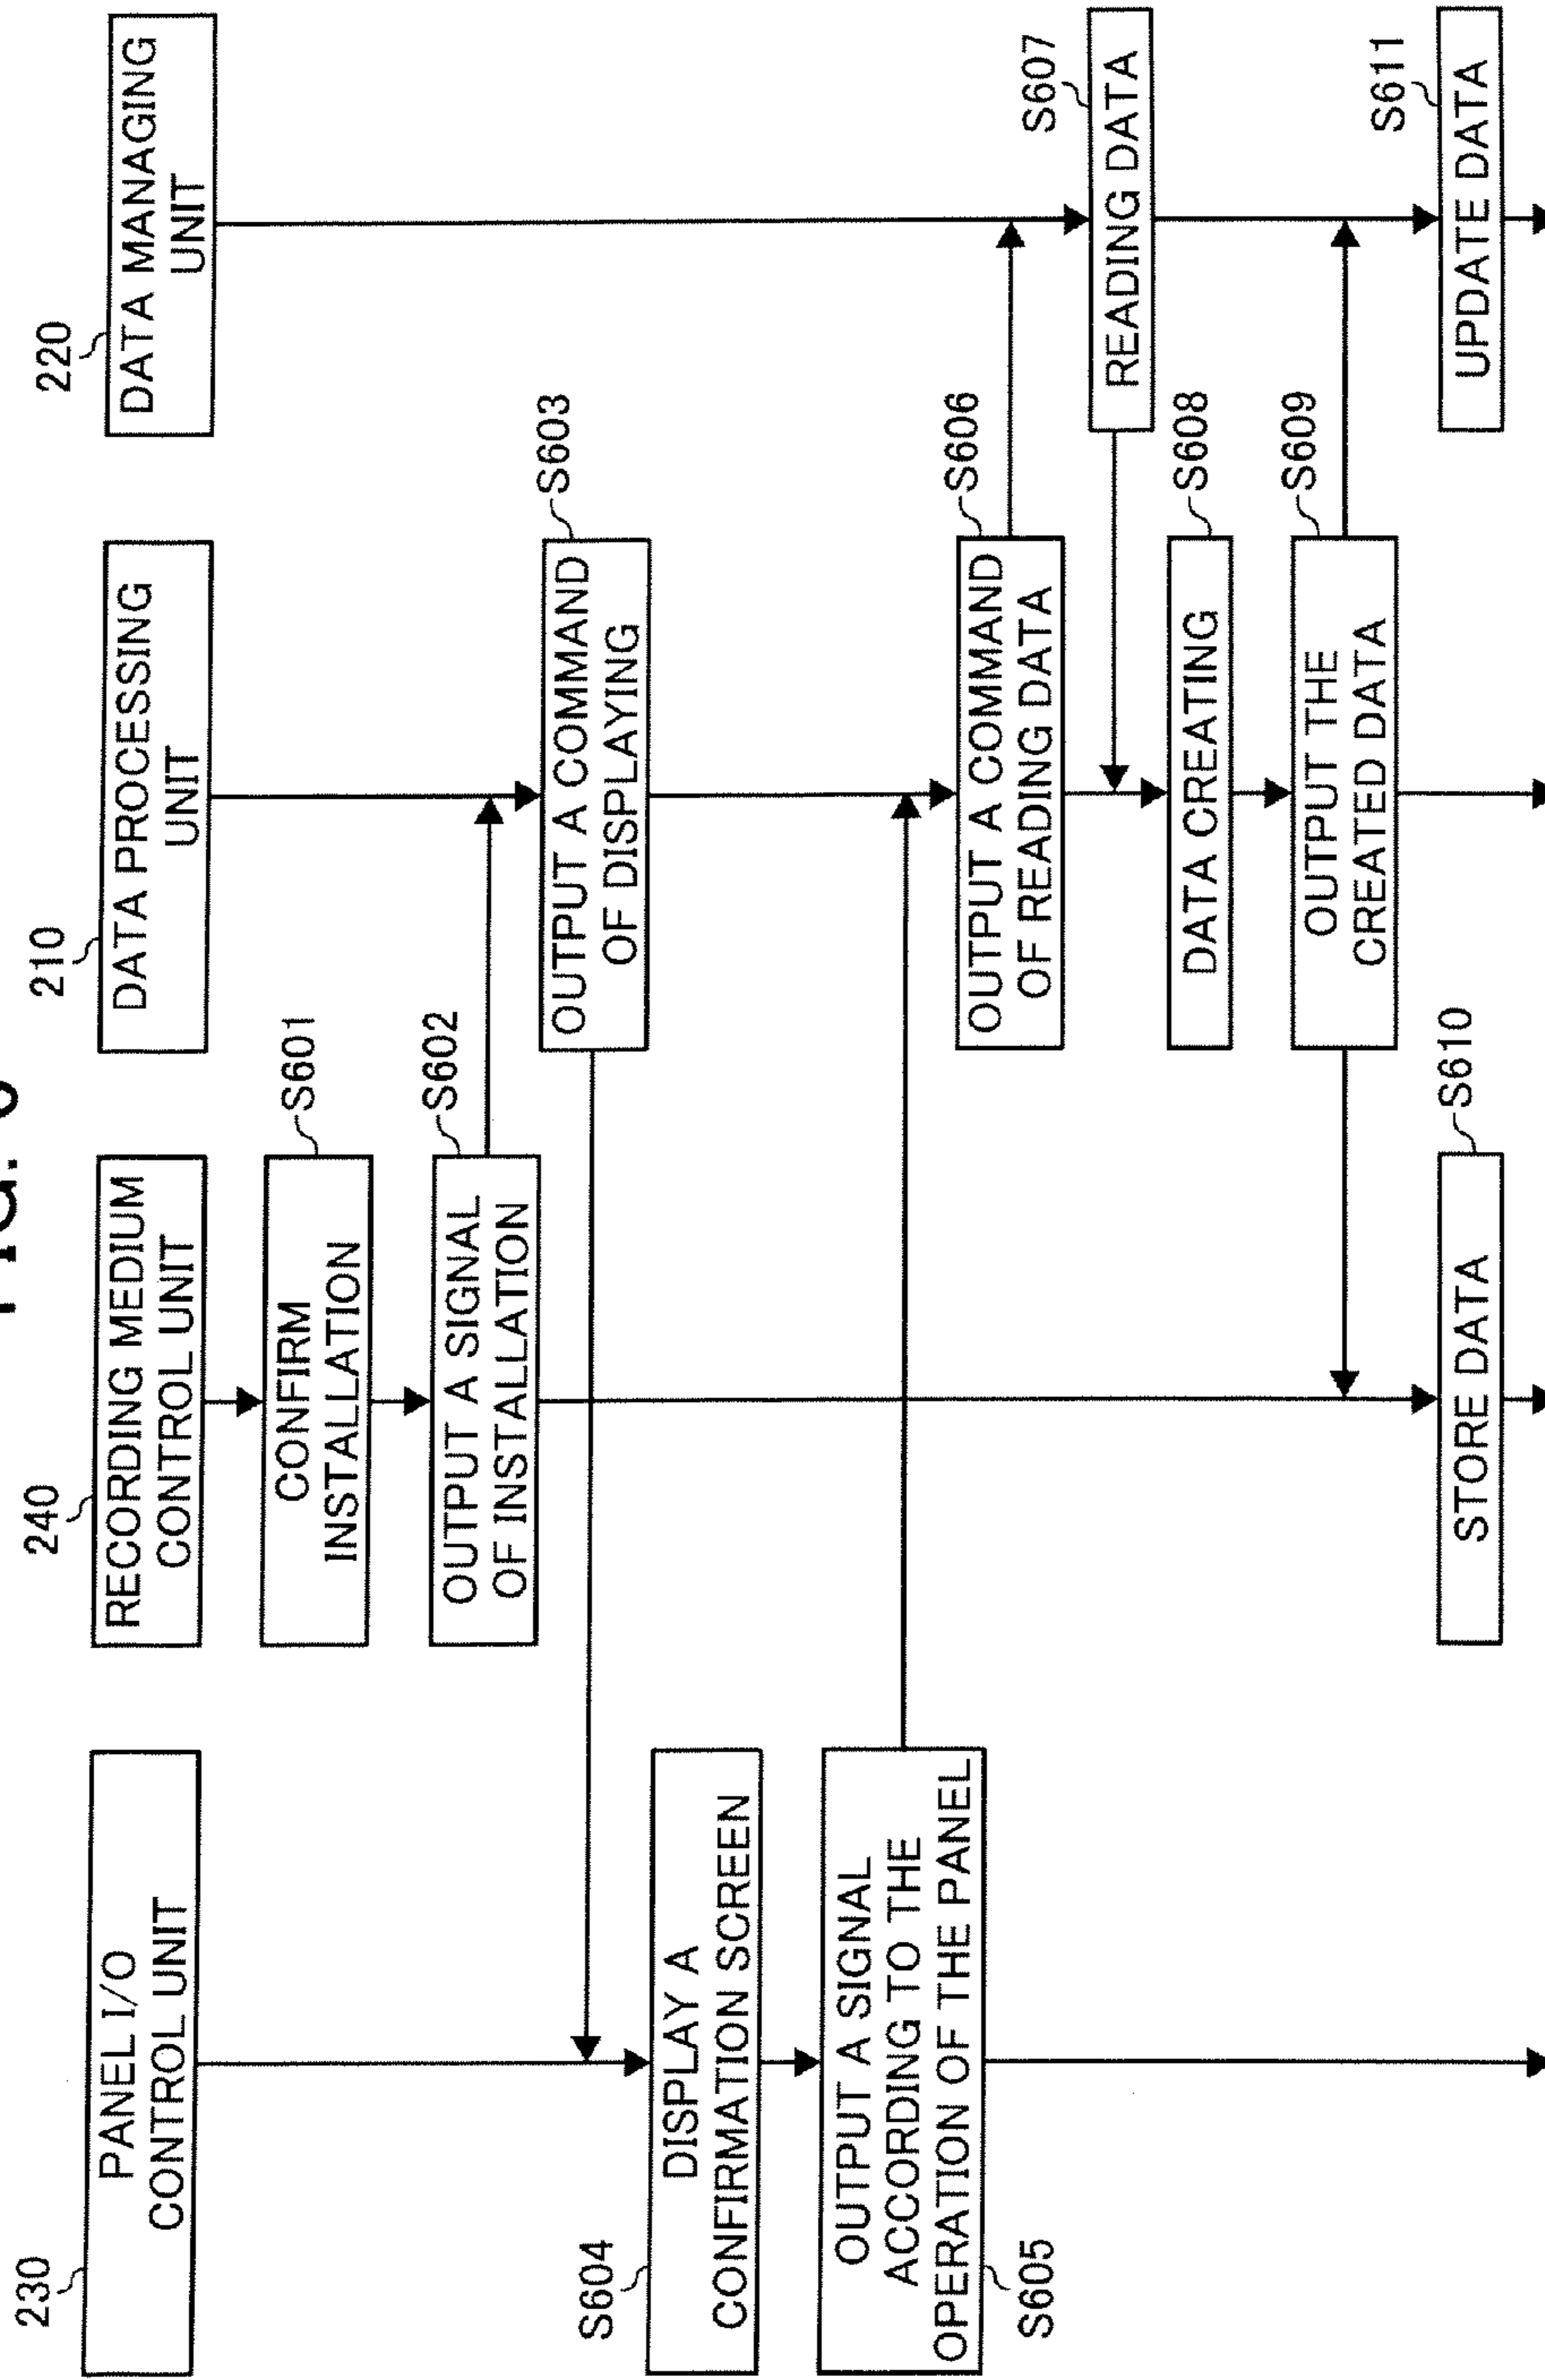 230
PANEL I/O
CONTROL UNIT
240
RECORDING MEDIUM
CONTROL UNIT
210
DATA PROCESSING
UNIT
220
DATA MANAGING
UNIT
S601
CONFIRM
INSTALLATION
S602
OUTPUT A SIGNAL
OF INSTALLATION
S603
OUTPUT A COMMAND
OF DISPLAYING
S604
DISPLAY A
CONFIRMATION SCREEN
OUTPUT A SIGNAL
ACCORDING TO THE
OPERATION OF THE PANEL
S605
S606
OUTPUT A COMMAND
OF READING DATA
S607
READING DATA
S608
DATA CREATING
S609
OUTPUT THE
CREATED DATA
S610
STORE DATA
S611
UPDATE DATA